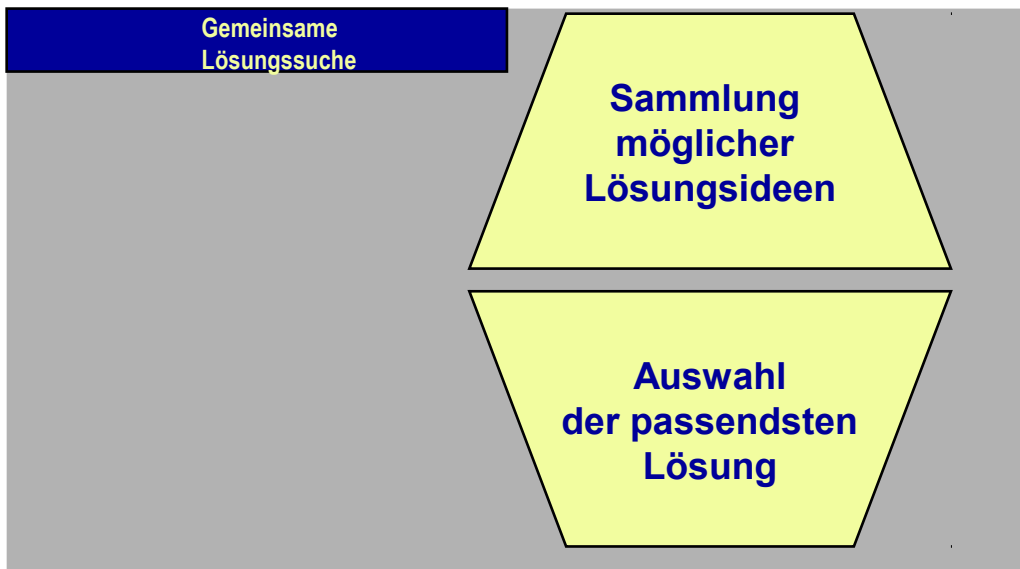 Gemeinsame
Lösungssuche
Sammlung
möglicher
Lösungsideen
Auswahl
der passendsten
Lösung